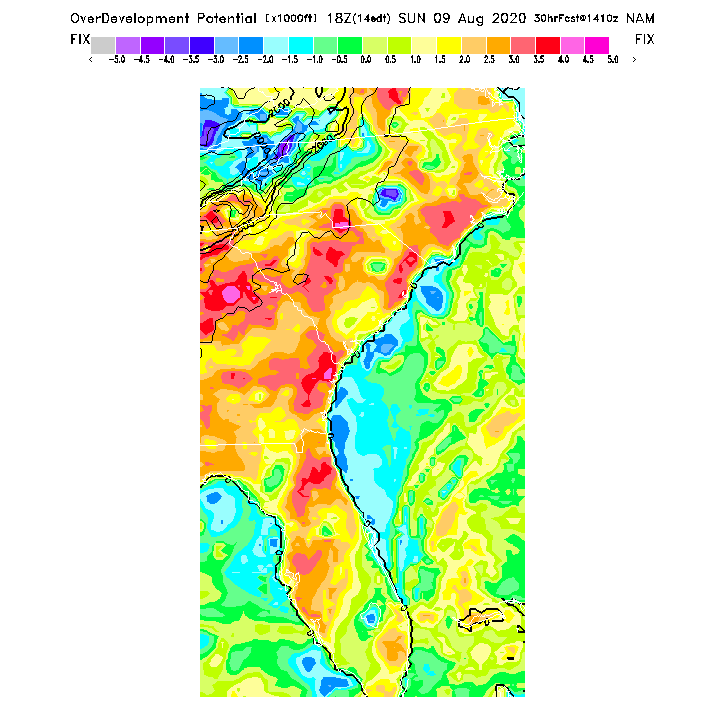 OverDevelopment Potential [x1000ft] 18Z(14edt) SUN 09 Aug 2020 30hrFcst@1410z NAM
FIX FIX
< -5.0 -4.5 -4.0 -3.5 -3.0 -2.5 -2.0 -1.5 -1.0 -0.5 0.0 0.5 1.0 1.5 2.0 2.5 3.0 3.5 4.0 4.5 5.0 >
2000